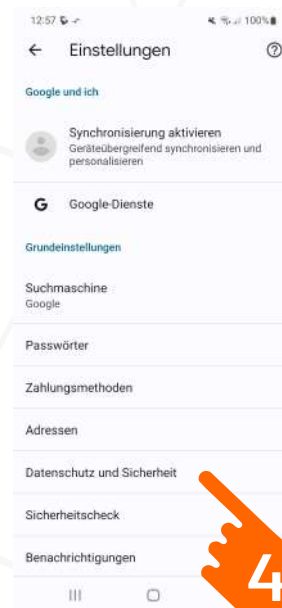 12:57
100%
Einstellungen
Google und ich
Synchronisierung aktivieren
Geräteübergreifend synchronisieren und
personalisieren
G Google-Dienste
Grundeinstellungen
Suchmaschine
Google
Passwörter
Zahlungsmethoden
Adressen
Datenschutz und Sicherheit
Sicherheitscheck
Benachrichtigungen
4